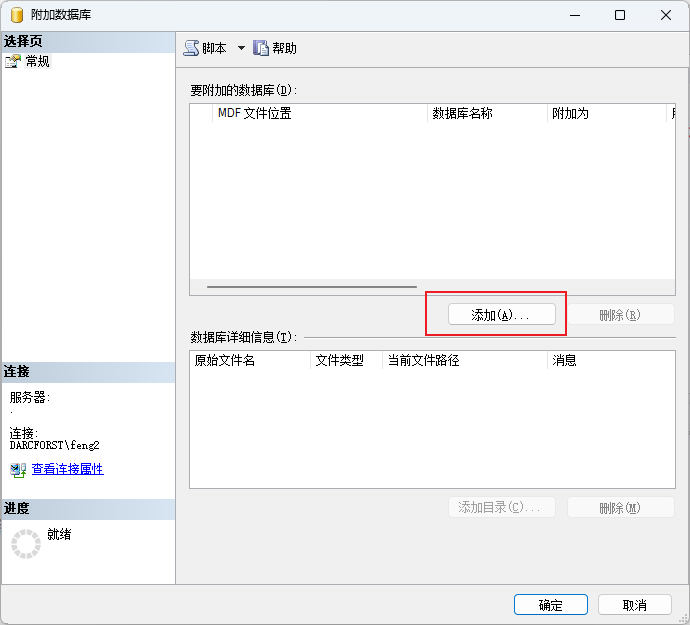 附加数据库
选择页
常规
脚本 帮助
要附加的数据库(D):
MDF 文件位置 数据库名称 附加为
添加(A)... 删除(R)
数据库详细信息(T):
原始文件名 文件类型 当前文件路径 消息
添加目录(C)... 删除(M)
连接
服务器:
.
连接:
DARCFORST\feng2
查看连接属性
进度
就绪
确定 取消